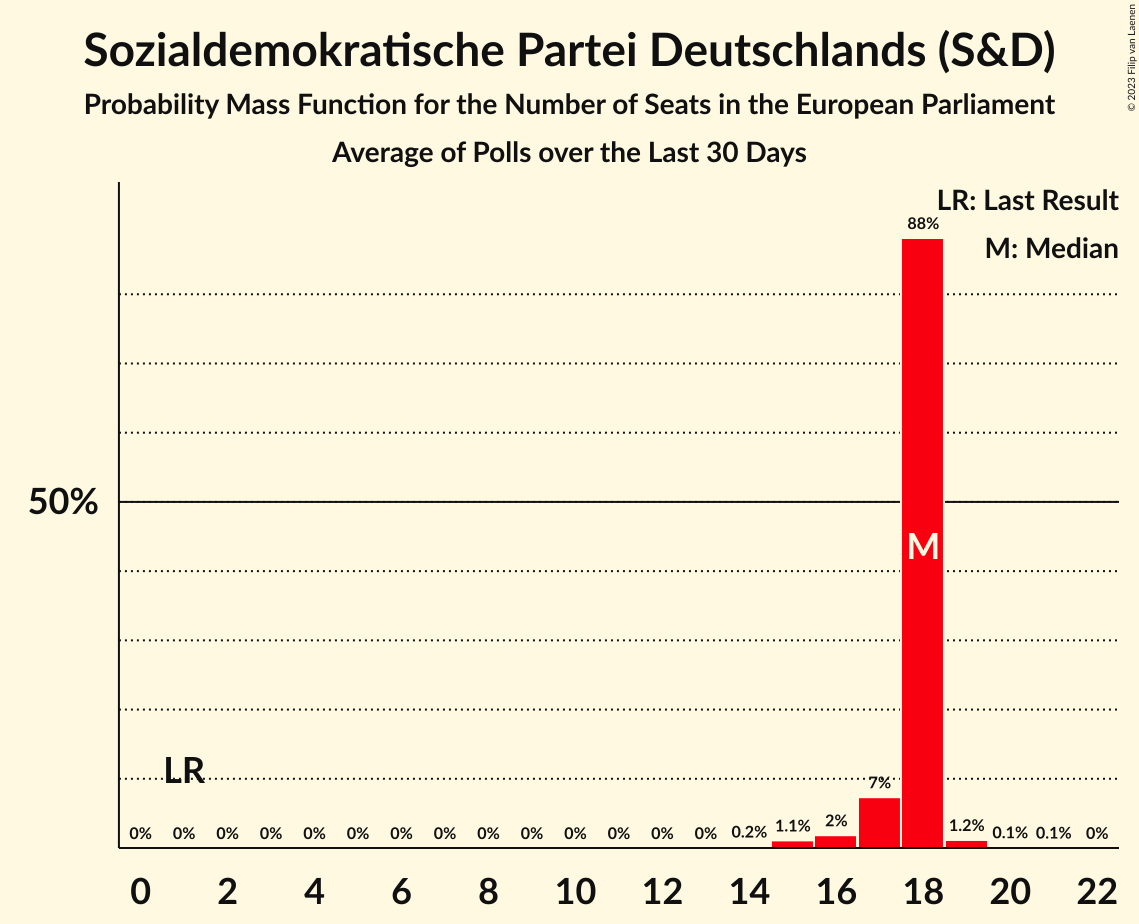 Sozialdemokratische Partei Deutschlands (S&D)
Probability Mass Function for the Number of Seats in the European Parliament
Average of Polls over the Last 30 Days
© 2023 Filip van Laenen
LR: Last Result
M: Median
88%
50%
M
LR
0% 0% 0% 0% 0% 0% 0% 0% 0% 0% 0% 0% 0% 0% 0.2% 1.1% 2% 7% 1.2% 0.1% 0.1% 0%
0 2 4 6 8 10 12 14 16 18 20 22